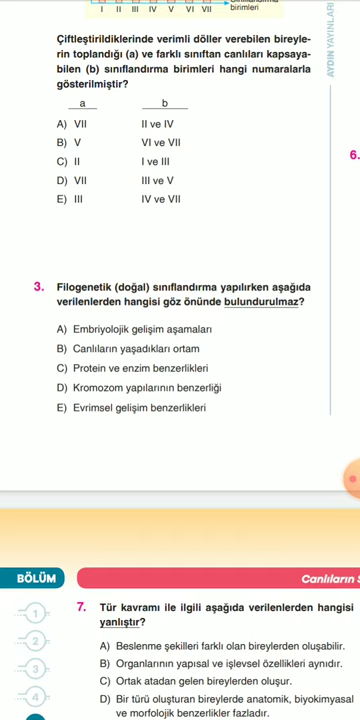 I II III IV V VI VII birimleri
Çiftleştirildiklerinde verimli döller verebilen bireyle-
rin toplandığı (a) ve farklı sınıftan canlıları kapsaya-
bilen (b) sınıflandırma birimleri hangi numaralarla
gösterilmiştir?
a b
A) VII II ve IV
B) V VI ve VII
C) II I ve III
D) VII III ve V
E) III IV ve VII
AYDIN YAYINLARI
6.
3. Filogenetik (doğal) sınıflandırma yapılırken aşağıda
verilenlerden hangisi göz önünde bulundurulmaz?
A) Embriyolojik gelişim aşamaları
B) Canlıların yaşadıkları ortam
C) Protein ve enzim benzerlikleri
D) Kromozom yapılarının benzerliği
E) Evrimsel gelişim benzerlikleri
BÖLÜM
Canlıların
1
2
3
4
7. Tür kavramı ile ilgili aşağıda verilenlerden hangisi
yanlıştır?
A) Beslenme şekilleri farklı olan bireylerden oluşabilir.
B) Organlarının yapısal ve işlevsel özellikleri aynıdır.
C) Ortak atadan gelen bireylerden oluşur.
D) Bir türü oluşturan bireylerde anatomik, biyokimyasal
ve morfolojik benzerlikler fazladır.